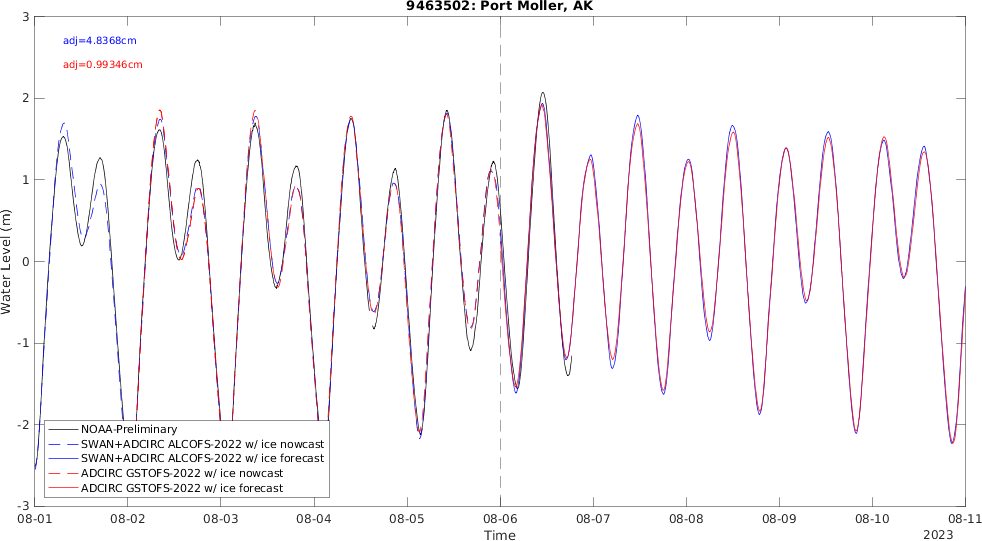 9463502: Port Moller, AK
adj=4.8368cm
adj=0.99346cm
Water Level (m)
3
2
1
0
-1
-2
-3
NOAA-Preliminary
SWAN+ADCIRC ALCOFS-2022 w/ ice nowcast
SWAN+ADCIRC ALCOFS-2022 w/ ice forecast
ADCIRC GSTOFS-2022 w/ ice nowcast
ADCIRC GSTOFS-2022 w/ ice forecast
08-01 08-02 08-03 08-04 08-05 08-06 08-07 08-08 08-09 08-10 08-11
Time
2023